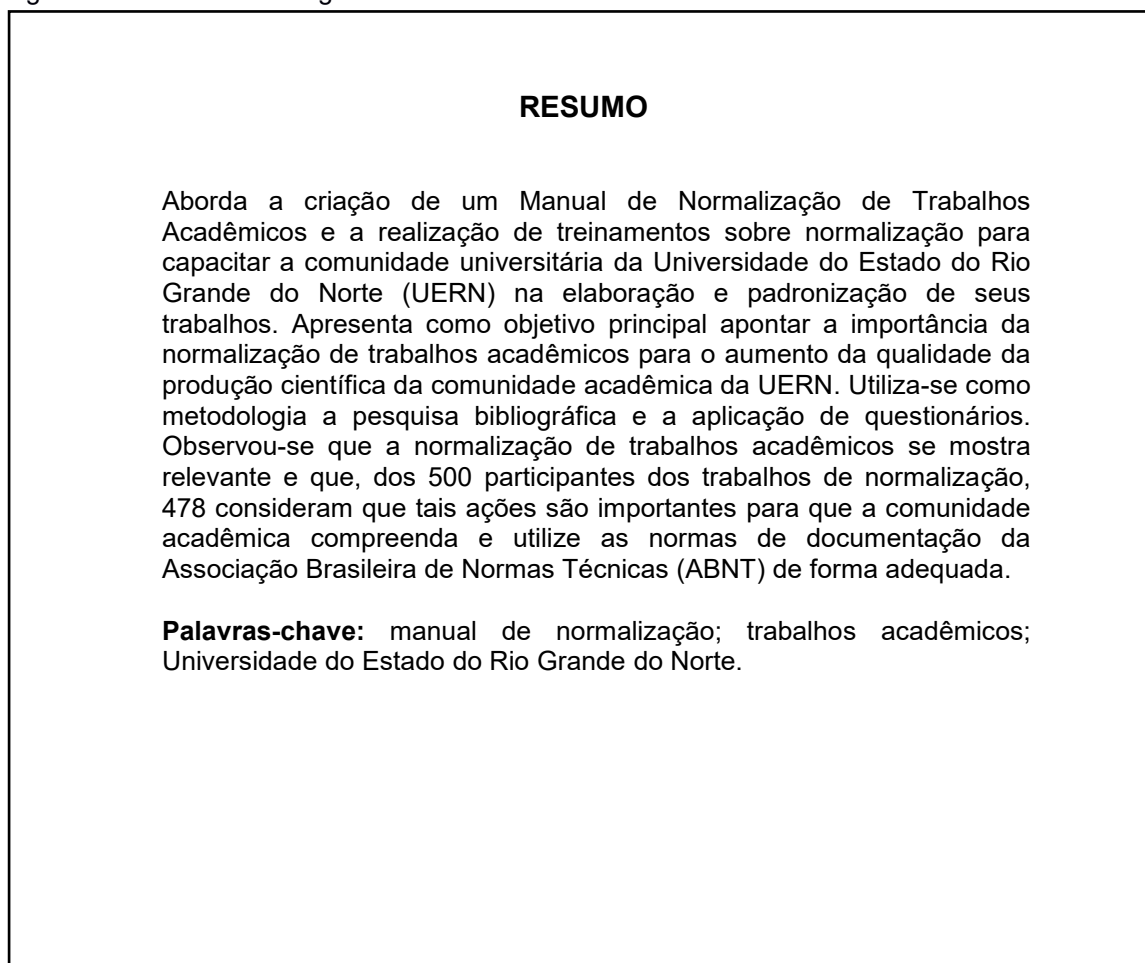 RESUMO
Aborda a criação de um Manual de Normalização de Trabalhos
Acadêmicos e a realização de treinamentos sobre normalização para
capacitar a comunidade universitária da Universidade do Estado do Rio
Grande do Norte (UERN) na elaboração e padronização de seus
trabalhos. Apresenta como objetivo principal apontar a importância da
normalização de trabalhos acadêmicos para o aumento da qualidade da
produção científica da comunidade acadêmica da UERN. Utiliza-se como
metodologia a pesquisa bibliográfica e a aplicação de questionários.
Observou-se que a normalização de trabalhos acadêmicos se mostra
relevante e que, dos 500 participantes dos trabalhos de normalização,
478 consideram que tais ações são importantes para que a comunidade
acadêmica compreenda e utilize as normas de documentação da
Associação Brasileira de Normas Técnicas (ABNT) de forma adequada.
Palavras-chave: manual de normalização; trabalhos acadêmicos;
Universidade do Estado do Rio Grande do Norte.